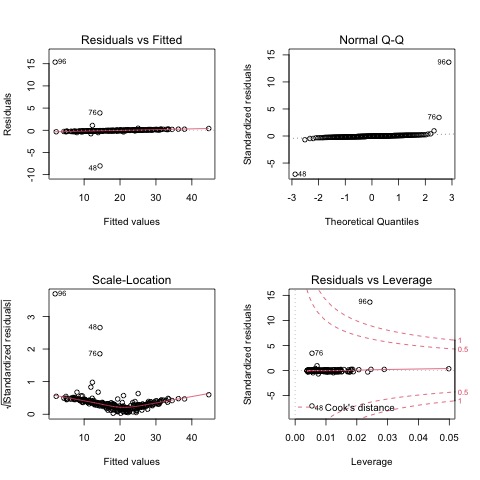 Residuals vs Fitted
Residuals
-10 -5 0 5 10 15
96
76
48
10 20 30 40
Fitted values
Normal Q-Q
Standardized residuals
-5 0 5 10 15
96
76
48
-3 -2 -1 0 1 2 3
Theoretical Quantiles
Scale-Location
√|Standardized residuals|
0 1 2 3
96
48
76
10 20 30 40
Fitted values
Residuals vs Leverage
Standardized residuals
-5 0 5 10 15
96
76
48
Cook's distance
1
0.5
0.5
1
0.00 0.01 0.02 0.03 0.04 0.05
Leverage